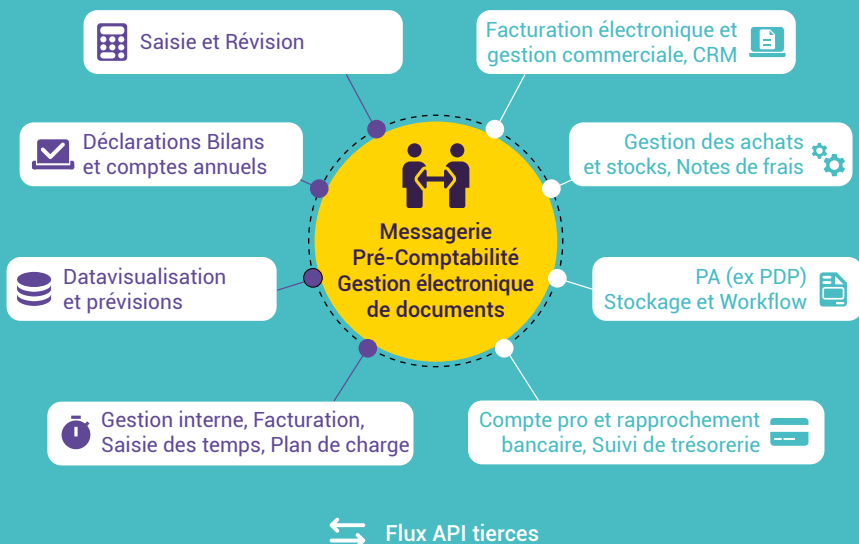 Saisie et Révision
Facturation électronique et
gestion commerciale, CRM
Déclarations Bilans
et comptes annuels
Gestion des achats
et stocks, Notes de frais
Messagerie
Pré-Comptabilité
Gestion électronique
de documents
Datavisualisation
et prévisions
PA (ex PDP)
Stockage et Workflow
Gestion interne, Facturation,
Saisie des temps, Plan de charge
Compte pro et rapprochement
bancaire, Suivi de trésorerie
Flux API tierces